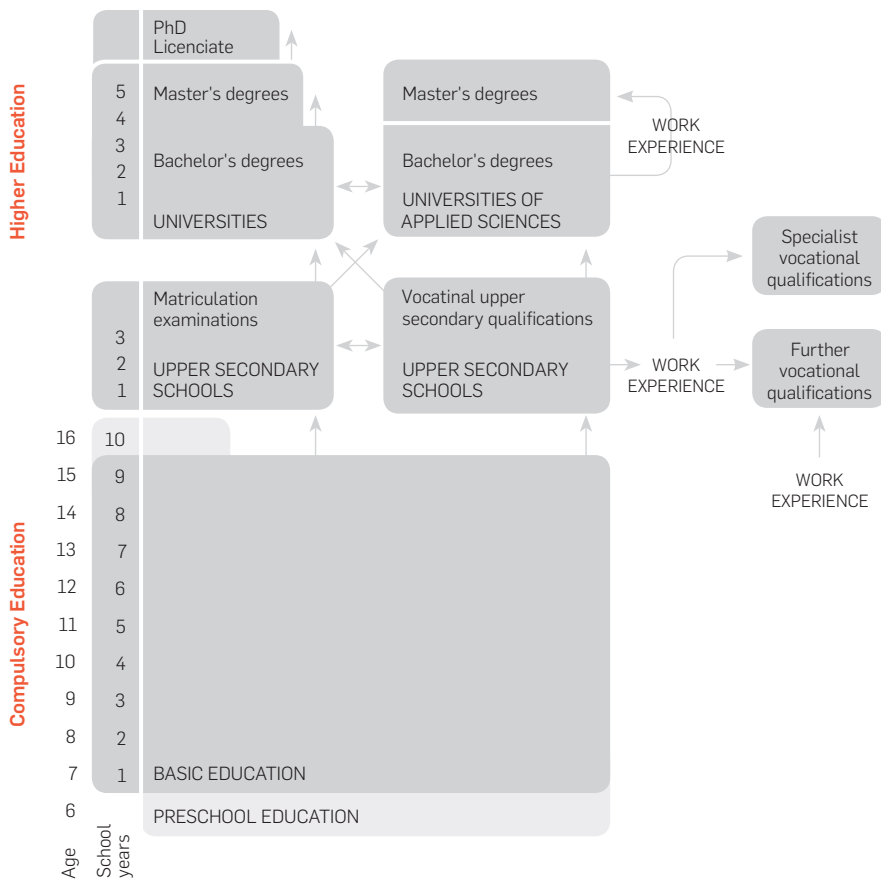 Higher Education
PhD
Licenciate
5
4
3
2
1
Master's degrees
Bachelor's degrees
UNIVERSITIES
Master's degrees
Bachelor's degrees
UNIVERSITIES OF
APPLIED SCIENCES
WORK
EXPERIENCE
Specialist
vocational
qualifications
3
2
1
Matriculation
examinations
UPPER SECONDARY
SCHOOLS
Vocatinal upper
secondary qualifications
UPPER SECONDARY
SCHOOLS
WORK
EXPERIENCE
Further
vocational
qualifications
WORK
EXPERIENCE
Compulsory Education
16 10
15 9
14 8
13 7
12 6
11 5
10 4
9 3
8 2
7 1 BASIC EDUCATION
6 PRESCHOOL EDUCATION
Age
School
years